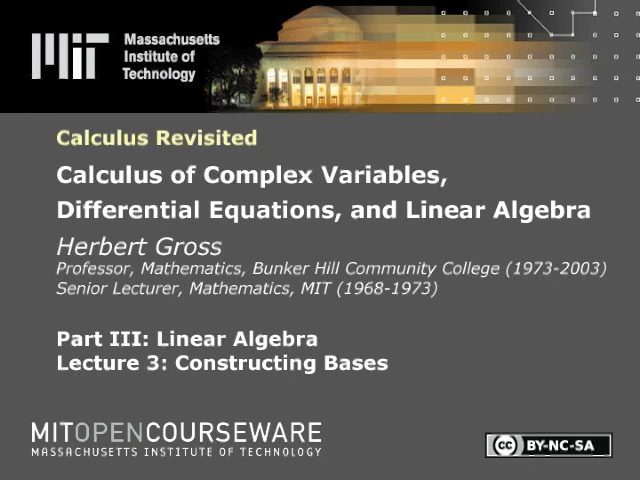 MIT
Massachusetts
Institute of
Technology
Calculus Revisited
Calculus of Complex Variables,
Differential Equations, and Linear Algebra
Herbert Gross
Professor, Mathematics, Bunker Hill Community College (1973-2003)
Senior Lecturer, Mathematics, MIT (1968-1973)
Part III: Linear Algebra
Lecture 3: Constructing Bases
MITOPENCOURSEWARE
MASSACHUSETTS INSTITUTE OF TECHNOLOGY
cc BY-NC-SA